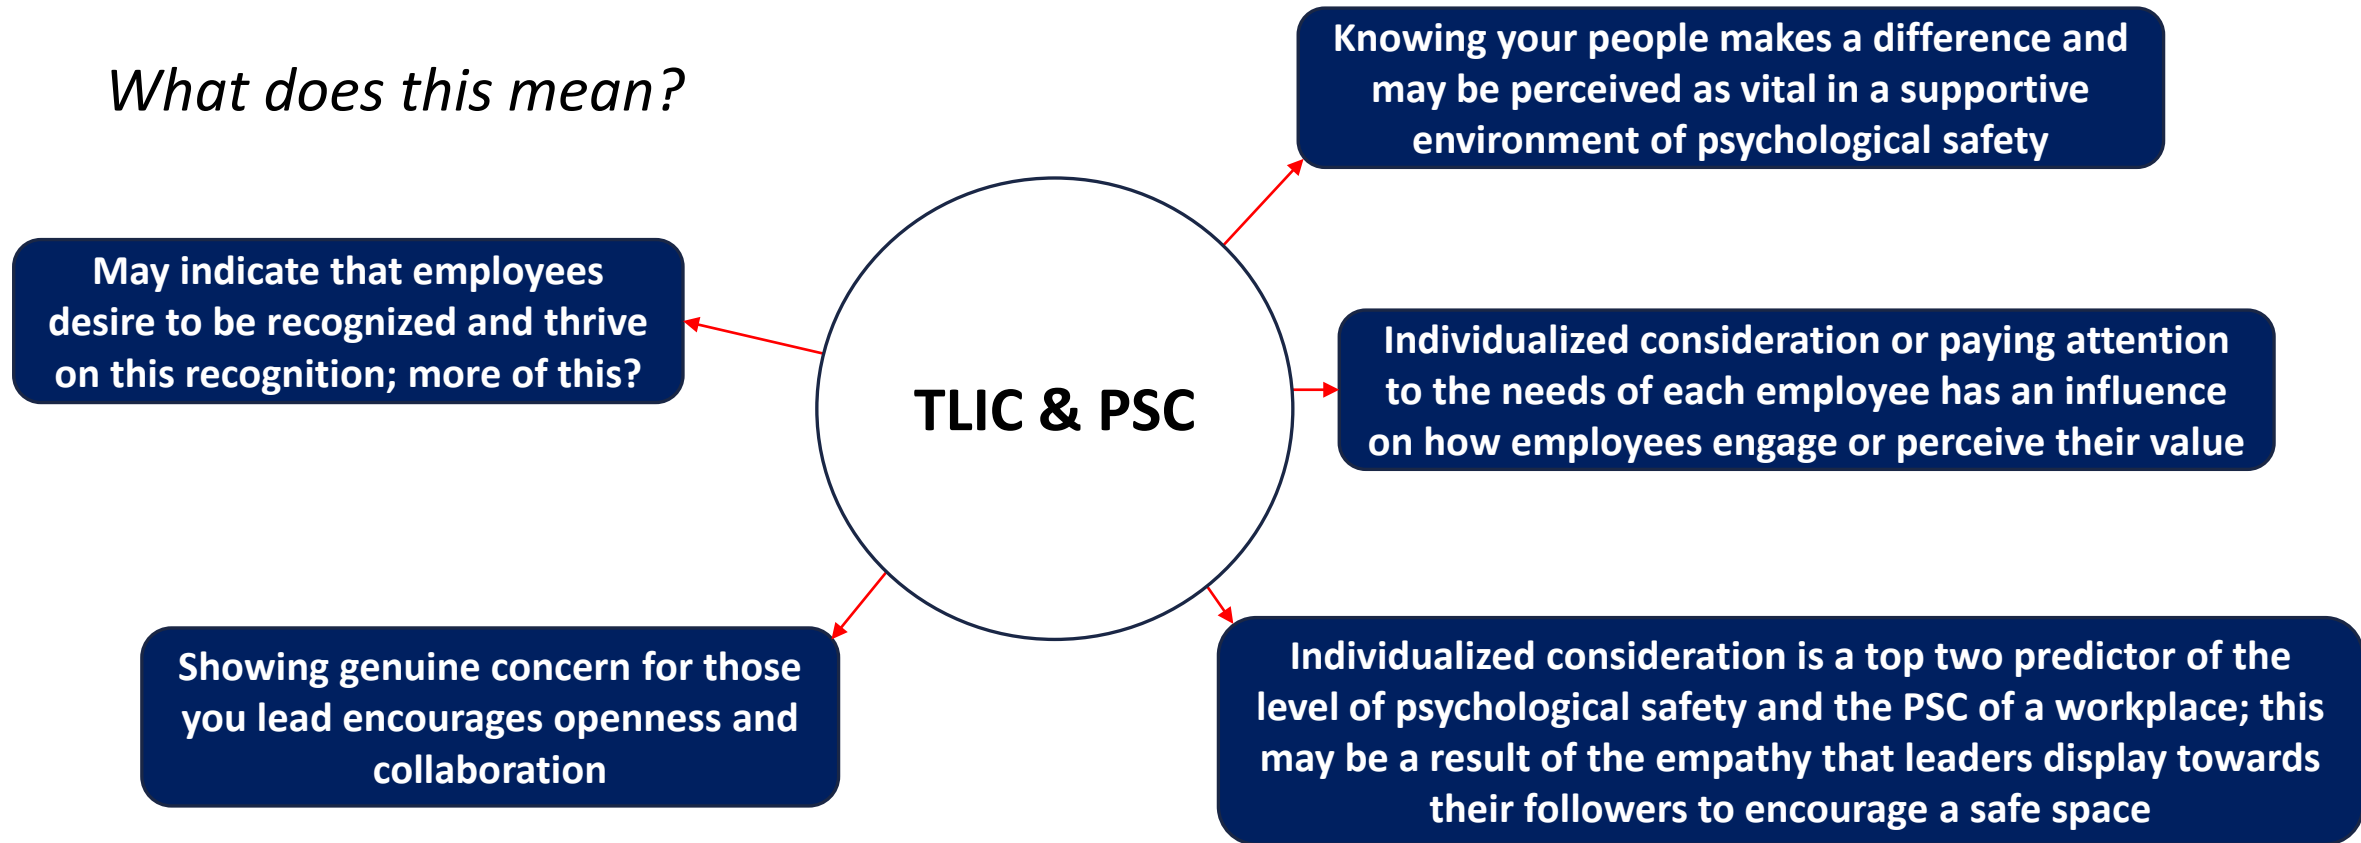 What does this mean?
Knowing your people makes a difference and
may be perceived as vital in a supportive
environment of psychological safety
May indicate that employees
desire to be recognized and thrive
on this recognition; more of this?
TLIC & PSC
Individualized consideration or paying attention
to the needs of each employee has an influence
on how employees engage or perceive their value
Showing genuine concern for those
you lead encourages openness and
collaboration
Individualized consideration is a top two predictor of the
level of psychological safety and the PSC of a workplace; this
may be a result of the empathy that leaders display towards
their followers to encourage a safe space